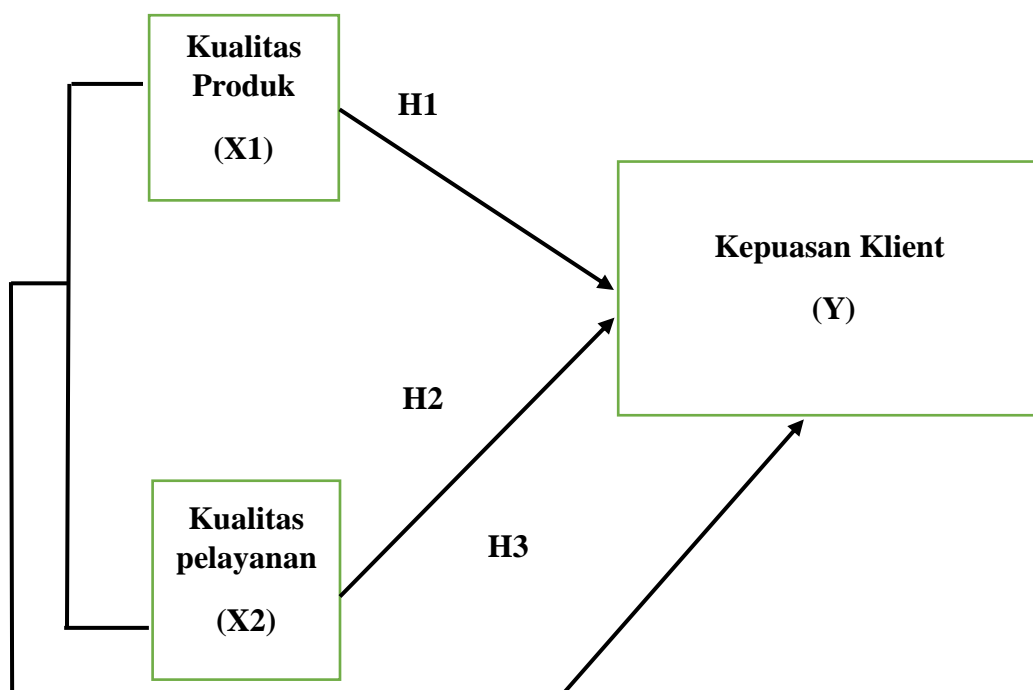 Kualitas
Produk
(X1)
H1
Kepuasan Klient
(Y)
H2
Kualitas
pelayanan
(X2)
H3